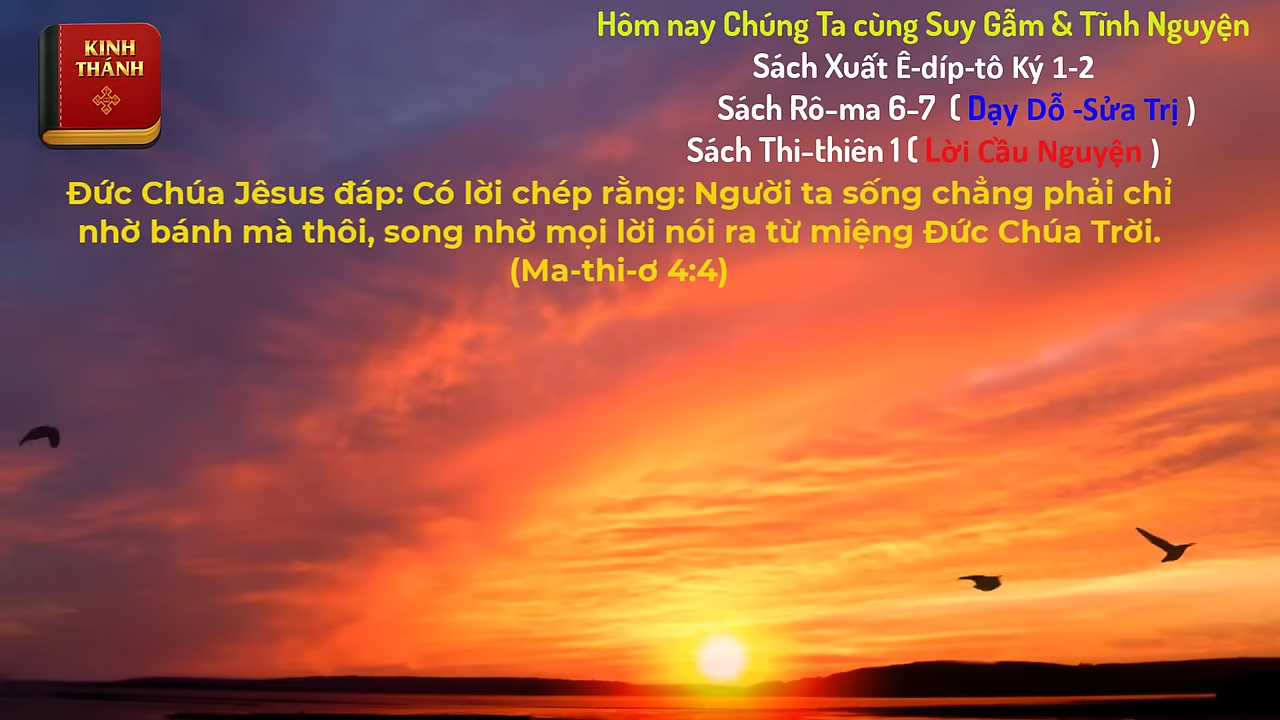 KINH
THÁNH
Hôm nay Chúng Ta cùng Suy Gẫm & Tĩnh Nguyện
Sách Xuất Ê-díp-tô Ký 1-2
Sách Rô-ma 6-7 ( Dạy Dỗ -Sửa Trị )
Sách Thi-thiên 1 ( Lời Cầu Nguyện )
Đức Chúa Jêsus đáp: Có lời chép rằng: Người ta sống chẳng phải chỉ
nhờ bánh mà thôi, song nhờ mọi lời nói ra từ miệng Đức Chúa Trời.
(Ma-thi-ơ 4:4)